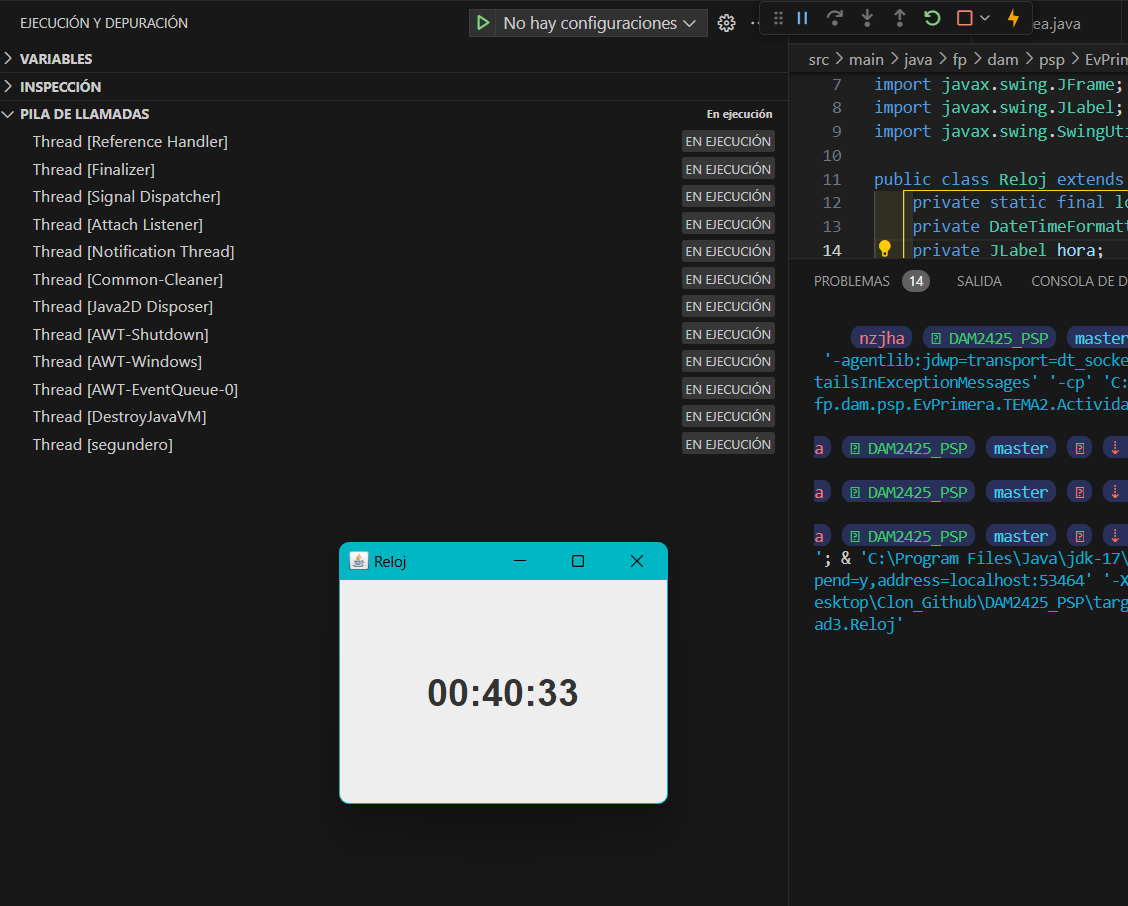 EJECUCIÓN Y DEPURACIÓN
No hay configuraciones
VARIABLES
INSPECCIÓN
PILA DE LLAMADAS En ejecución
Thread [Reference Handler] EN EJECUCIÓN
Thread [Finalizer] EN EJECUCIÓN
Thread [Signal Dispatcher] EN EJECUCIÓN
Thread [Attach Listener] EN EJECUCIÓN
Thread [Notification Thread] EN EJECUCIÓN
Thread [Common-Cleaner] EN EJECUCIÓN
Thread [Java2D Disposer] EN EJECUCIÓN
Thread [AWT-Shutdown] EN EJECUCIÓN
Thread [AWT-Windows] EN EJECUCIÓN
Thread [AWT-EventQueue-0] EN EJECUCIÓN
Thread [DestroyJavaVM] EN EJECUCIÓN
Thread [segundero] EN EJECUCIÓN
Reloj
00:40:33
ea.java
src > main > java > fp > dam > psp > EvPrim
7 import javax.swing.JFrame;
8 import javax.swing.JLabel;
9 import javax.swing.SwingUt
10
11 public class Reloj extends
12 private static final lo
13 private DateTimeFormatt
14 private JLabel hora;
PROBLEMAS 14 SALIDA CONSOLA DE D
nzjha DAM2425_PSP master
'-agentlib:jdwp=transport=dt_socke
tailsInExceptionMessages' '-cp' 'C:
fp.dam.psp.EvPrimera.TEMA2.Activida
a DAM2425_PSP master
a DAM2425_PSP master
a DAM2425_PSP master
'; & 'C:\Program Files\Java\jdk-17\
pend=y,address=localhost:53464' '-X
esktop\Clon_Github\DAM2425_PSP\targ
ad3.Reloj'